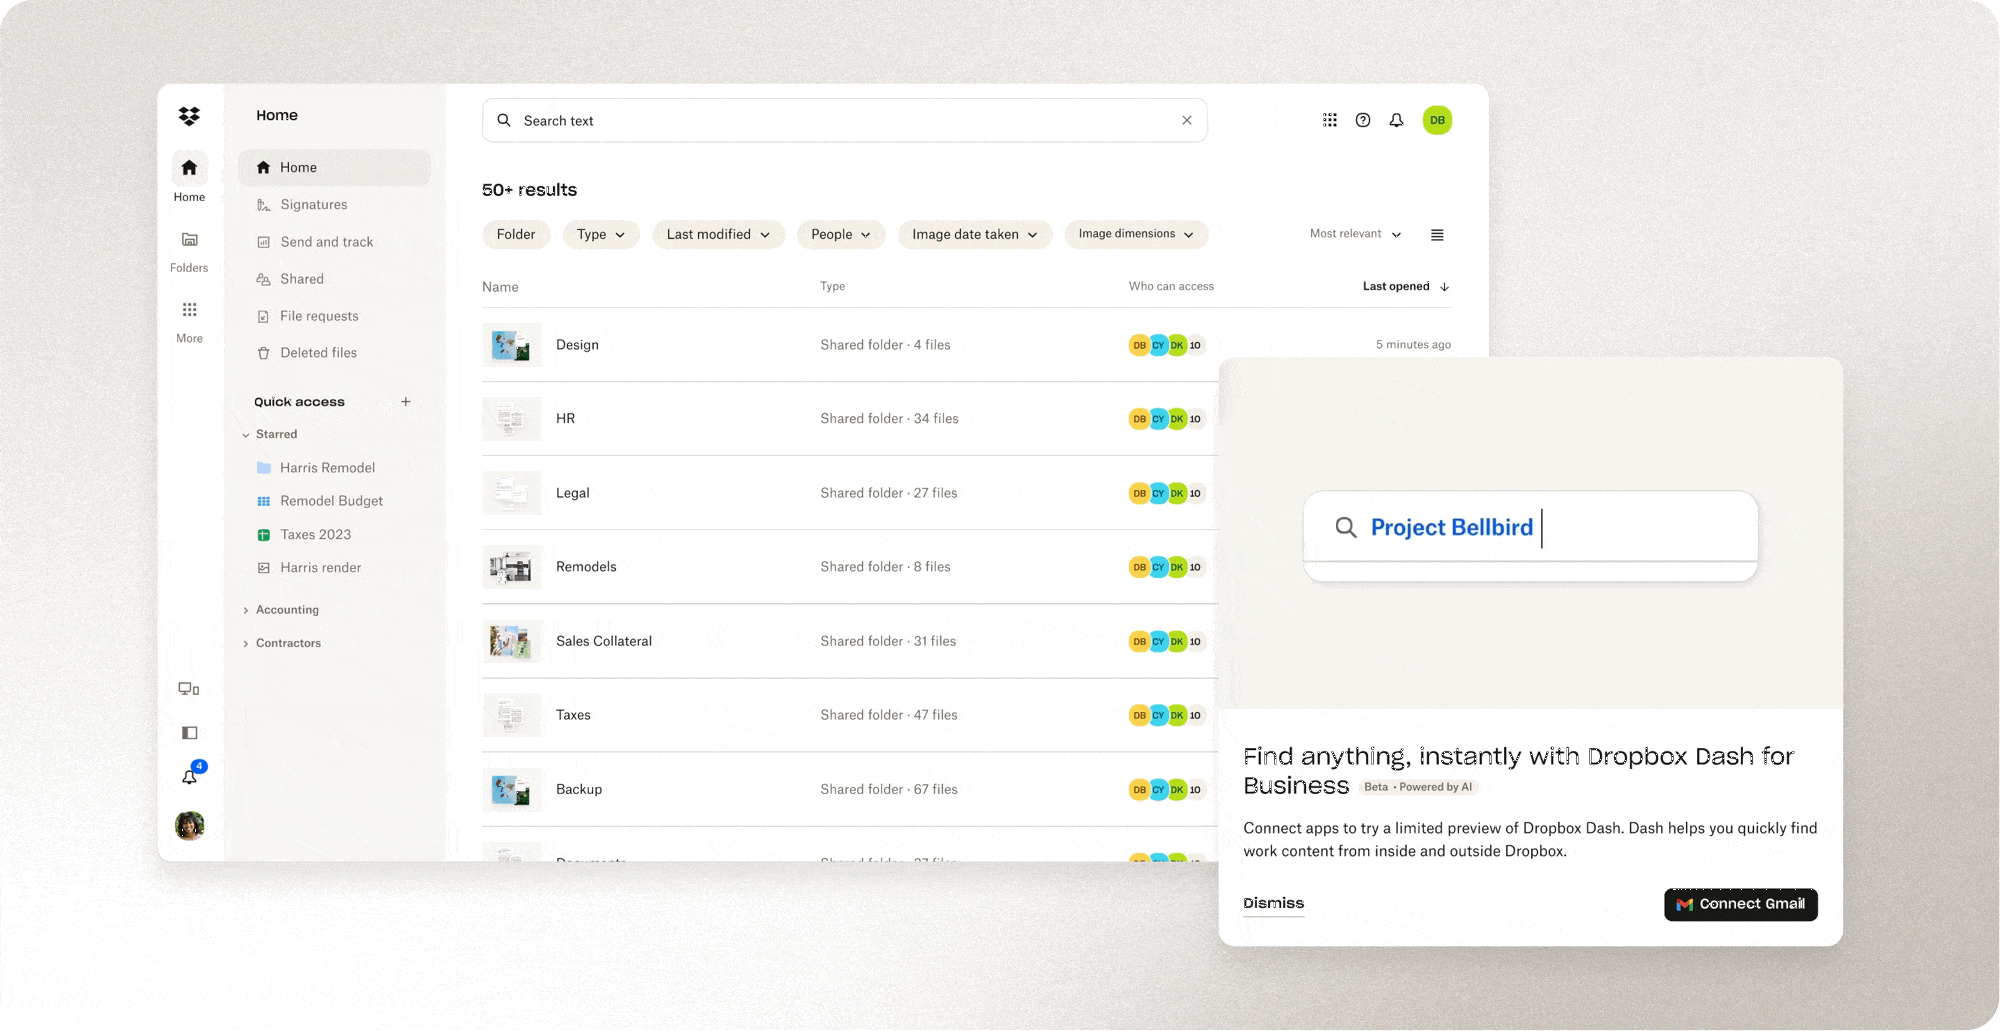 Home
Folders
More
4
Home
Home
Signatures
Send and track
Shared
File requests
Deleted files
Quick access +
Starred
Harris Remodel
Remodel Budget
Taxes 2023
Harris render
Accounting
Contractors
Search text
DB
50+ results
Folder Type Last modified People Image date taken Image dimensions Most relevant
Name Type Who can access Last opened
Design Shared folder · 4 files DB CY DK 10 5 minutes ago
HR Shared folder · 34 files DB CY DK 10
Legal Shared folder · 27 files DB CY DK 10
Remodels Shared folder · 8 files DB CY DK 10
Sales Collateral Shared folder · 31 files DB CY DK 10
Taxes Shared folder · 47 files DB CY DK 10
Backup Shared folder · 67 files DB CY DK 10
Project Bellbird
Find anything, instantly with Dropbox Dash for
Business Beta • Powered by AI
Connect apps to try a limited preview of Dropbox Dash. Dash helps you quickly find
work content from inside and outside Dropbox.
Dismiss Connect Gmail